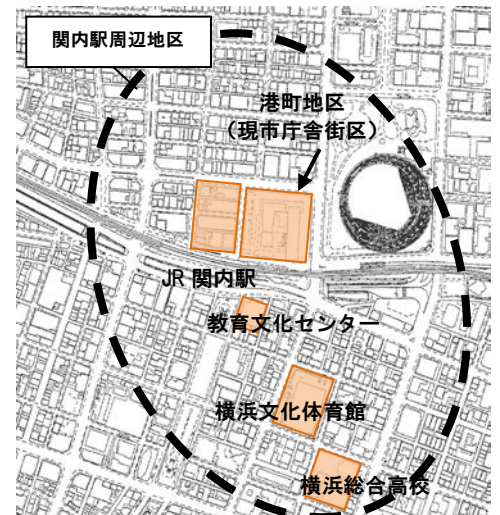 関内駅周辺地区
港町地区
（現市庁舎街区）
JR 関内駅
教育文化センター
横浜文化体育館
横浜総合高校